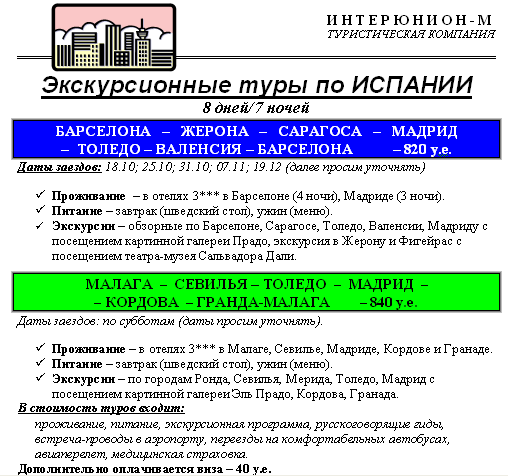 ИНТЕРЮНИОН-М
ТУРИСТИЧЕСКАЯ КОМПАНИЯ
Экскурсионные туры по ИСПАНИИ
8 дней/7 ночей
БАРСЕЛОНА – ЖЕРОНА – САРАГОСА – МАДРИД
– ТОЛЕДО – ВАЛЕНСИЯ – БАРСЕЛОНА – 820 у.е.
Даты заездов: 18.10; 25.10; 31.10; 07.11; 19.12 (далее просим уточнять)
✓ Проживание – в отелях 3*** в Барселоне (4 ночи), Мадриде (3 ночи).
✓ Питание – завтрак (шведский стол), ужин (меню).
✓ Экскурсии – обзорные по Барселоне, Сарагосе, Толедо, Валенсии, Мадриду с
посещением картинной галереи Прадо, экскурсия в Жерону и Фигейрас с
посещением театра-музея Сальвадора Дали.
МАЛАГА – СЕВИЛЬЯ – ТОЛЕДО – МАДРИД –
– КОРДОВА – ГРАНДА-МАЛАГА – 840 у.е.
Даты заездов: по субботам (даты просим уточнять).
✓ Проживание – в отелях 3*** в Малаге, Севилье, Мадриде, Кордове и Гранаде.
✓ Питание – завтрак (шведский стол), ужин (меню).
✓ Экскурсии – по городам Ронда, Севилья, Мерида, Толедо, Мадрид с
посещением картинной галереи Эль Прадо, Кордова, Гранада.
В стоимость туров входит:
проживание, питание, экскурсионная программа, русскоговорящие гиды,
встреча-проводы в аэропорту, переезды на комфортабельных автобусах,
авиаперелет, медицинская страховка.
Дополнительно оплачивается виза – 40 у.е.